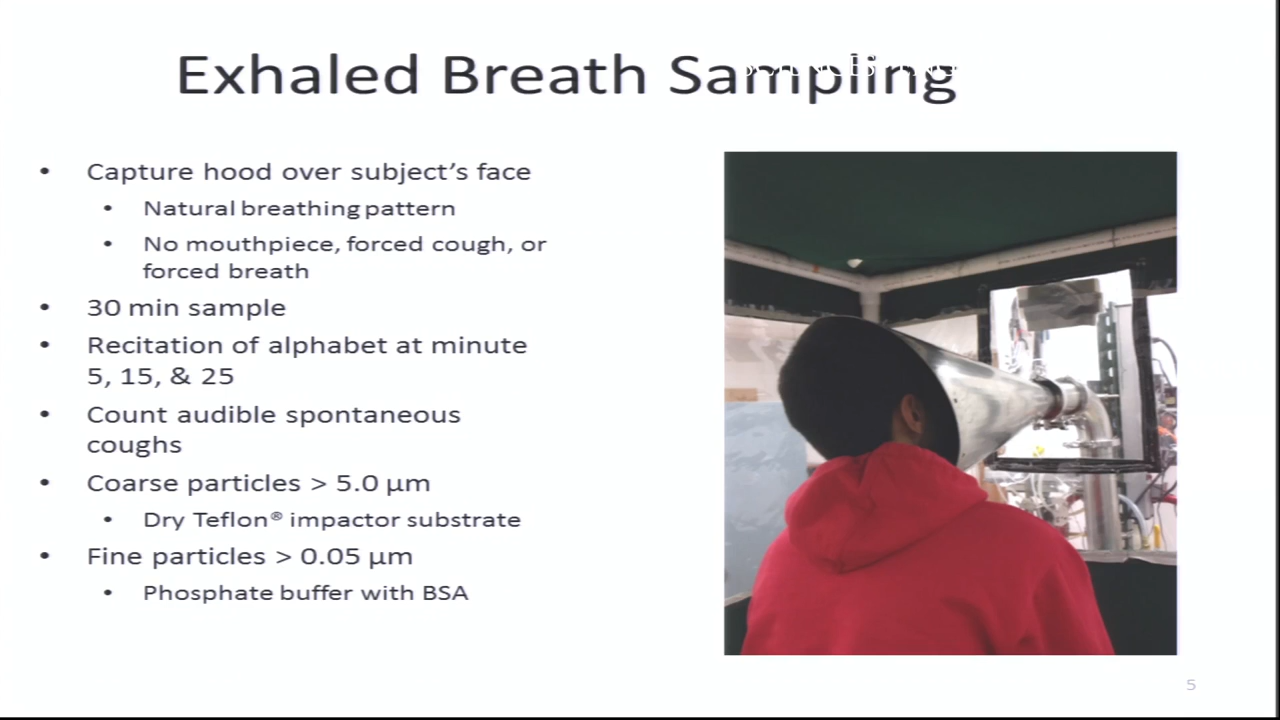 Exhaled Breath Sampling
• Capture hood over subject's face
• Natural breathing pattern
• No mouthpiece, forced cough, or
forced breath
• 30 min sample
• Recitation of alphabet at minute
5, 15, & 25
• Count audible spontaneous
coughs
• Coarse particles > 5.0 µm
• Dry Teflon® impactor substrate
• Fine particles > 0.05 µm
• Phosphate buffer with BSA
5